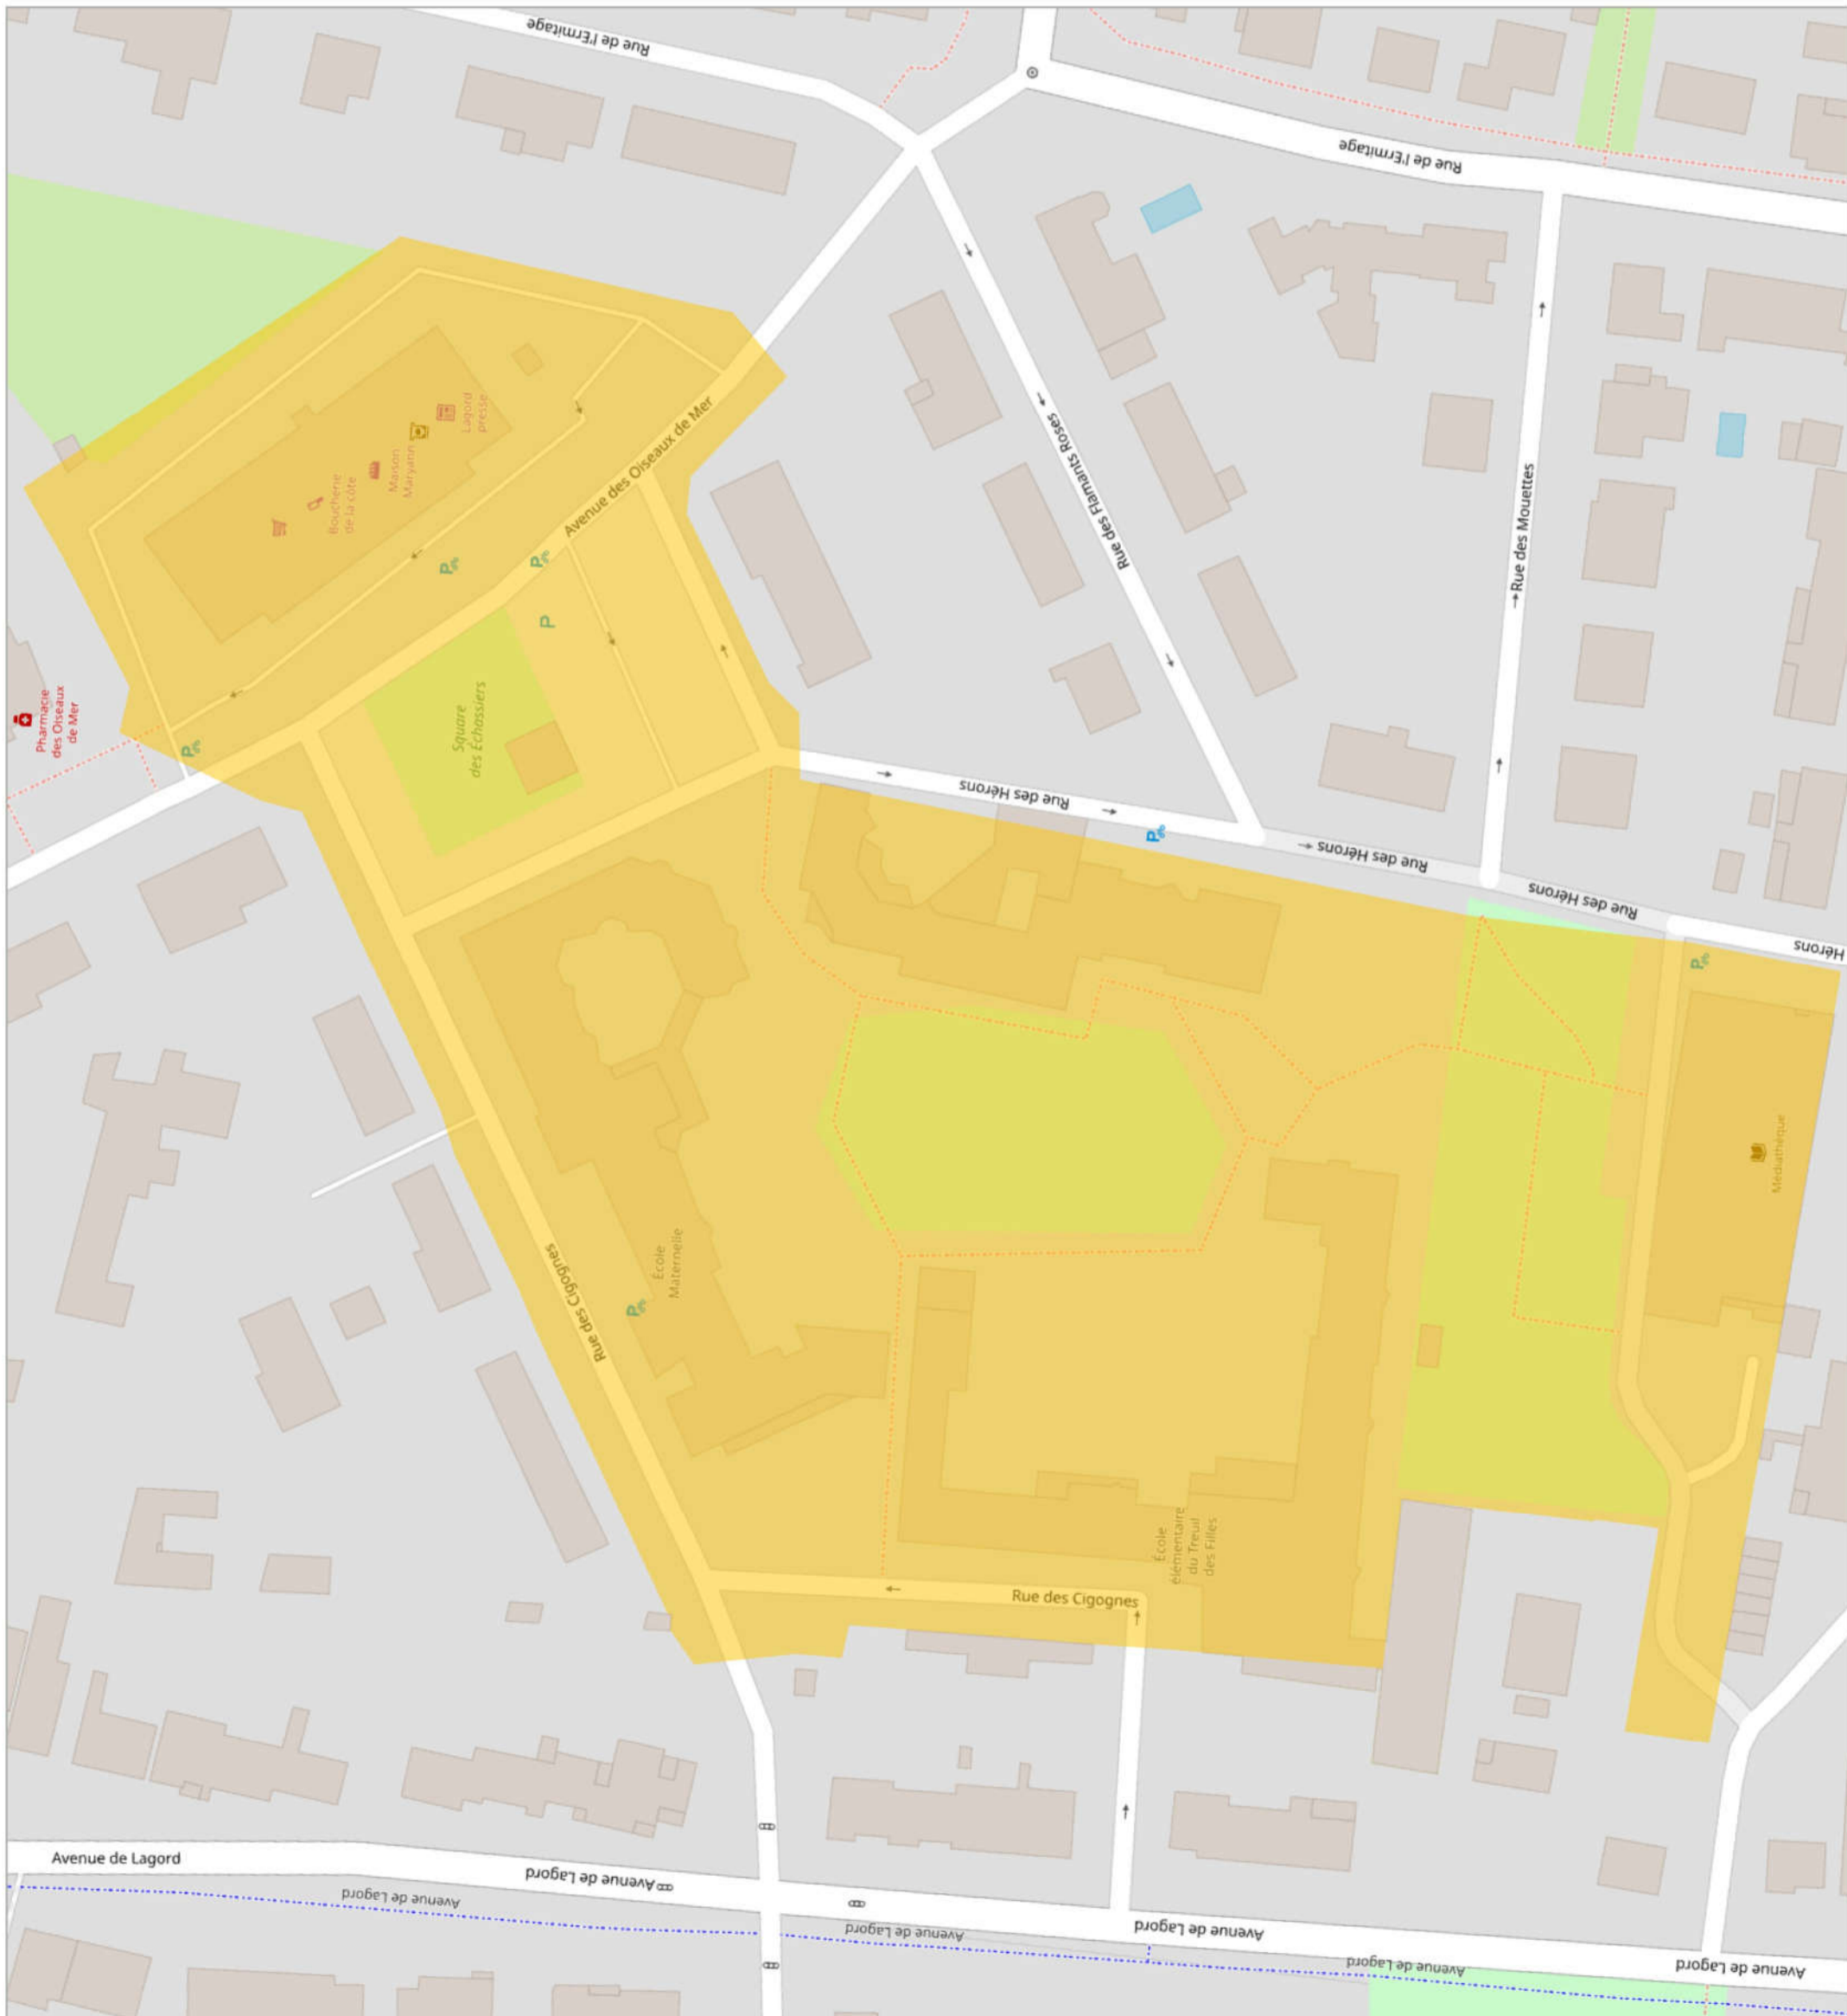 Rue de l'Ermitage
Rue de l'Ermitage
Lagord
presse
Maison
Maryann
Boucherie
de la côte
Avenue des Oiseaux de Mer
Rue des Flamants Roses
Rue des Mouettes
P
P
P
Pharmacie
des Oiseaux
de Mer
P
Square
des Échassiers
Rue des Hérons
P
Rue des Hérons
Rue des Hérons
Hérons
P
Médiathèque
École
Maternelle
P
Rue des Cigognes
École
élémentaire
du Treuil
des Filles
Rue des Cigognes
Avenue de Lagord
Avenue de Lagord
Avenue de Lagord
Avenue de Lagord
Avenue de Lagord
Avenue de Lagord
Avenue de Lagord